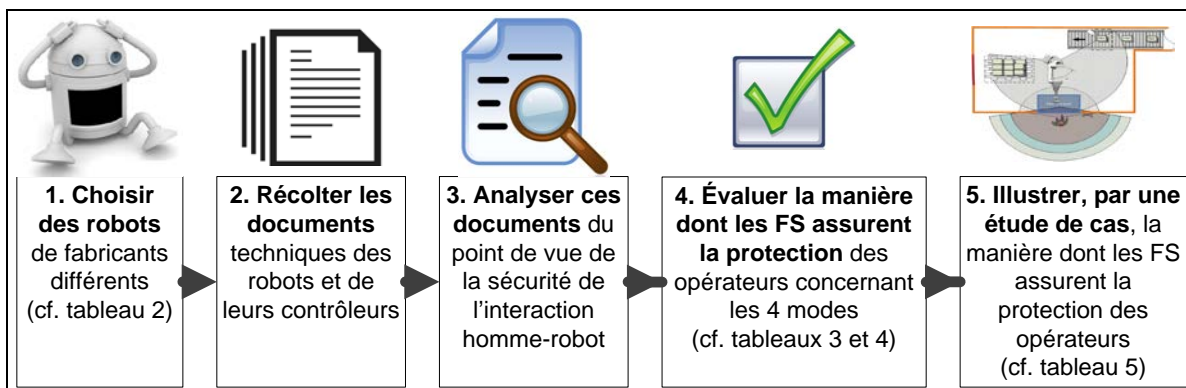 1. Choisir
des robots
de fabricants
différents
(cf. tableau 2)
2. Récolter les
documents
techniques des
robots et de
leurs contrôleurs
3. Analyser ces
documents du
point de vue de
la sécurité de
l’interaction
homme-robot
4. Évaluer la manière
dont les FS assurent
la protection des
opérateurs concernant
les 4 modes
(cf. tableaux 3 et 4)
5. Illustrer, par une
étude de cas, la
manière dont les FS
assurent la
protection des
opérateurs
(cf. tableau 5)